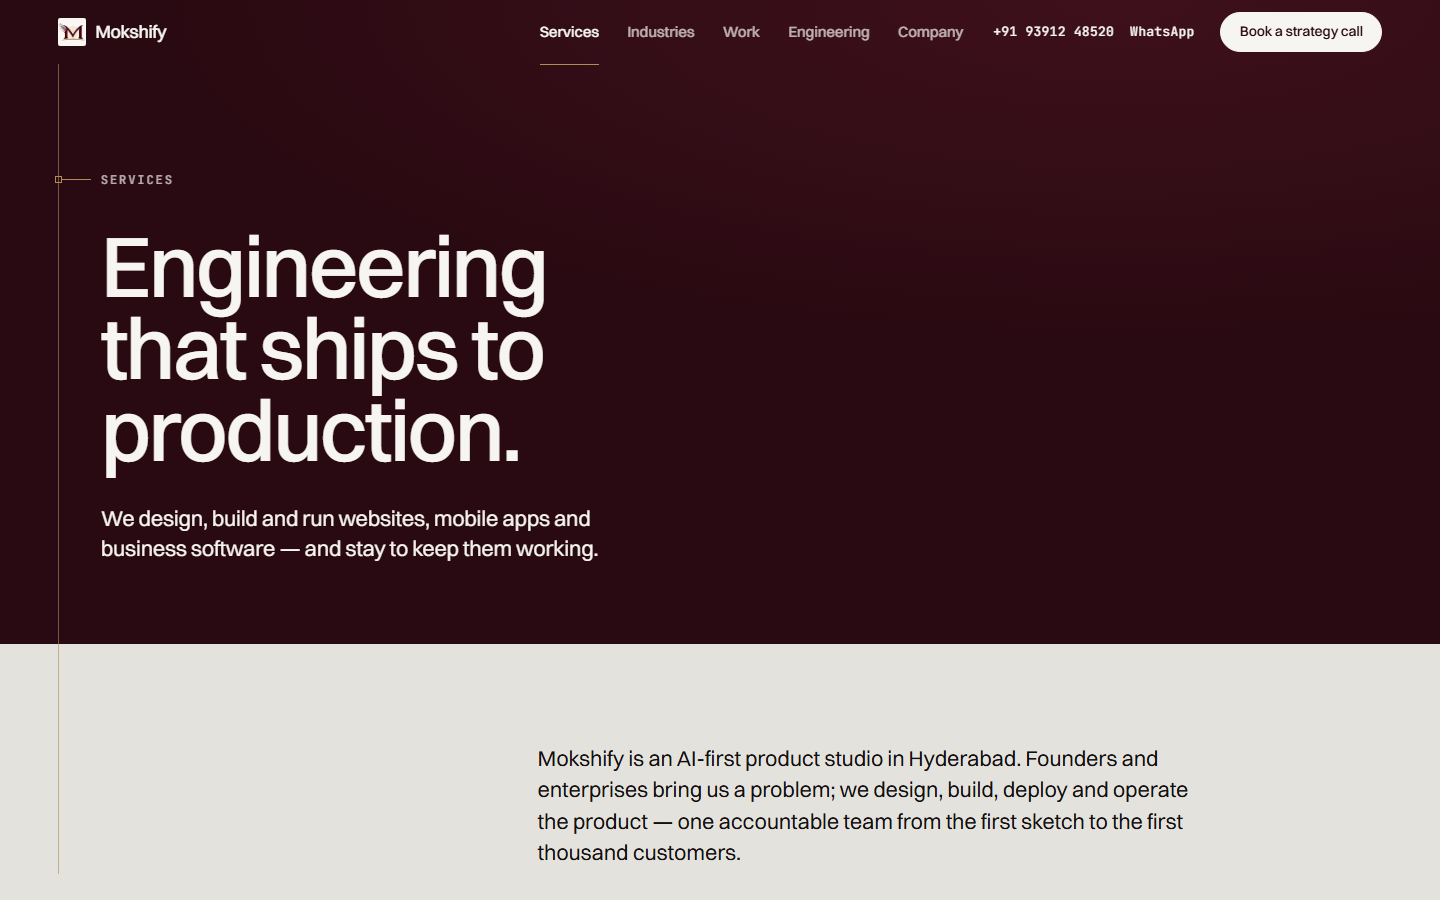 Mokshify
Services Industries Work Engineering Company +91 93912 48520 WhatsApp Book a strategy call
SERVICES
Engineering
that ships to
production.
We design, build and run websites, mobile apps and
business software — and stay to keep them working.
Mokshify is an AI-first product studio in Hyderabad. Founders and
enterprises bring us a problem; we design, build, deploy and operate
the product — one accountable team from the first sketch to the first
thousand customers.